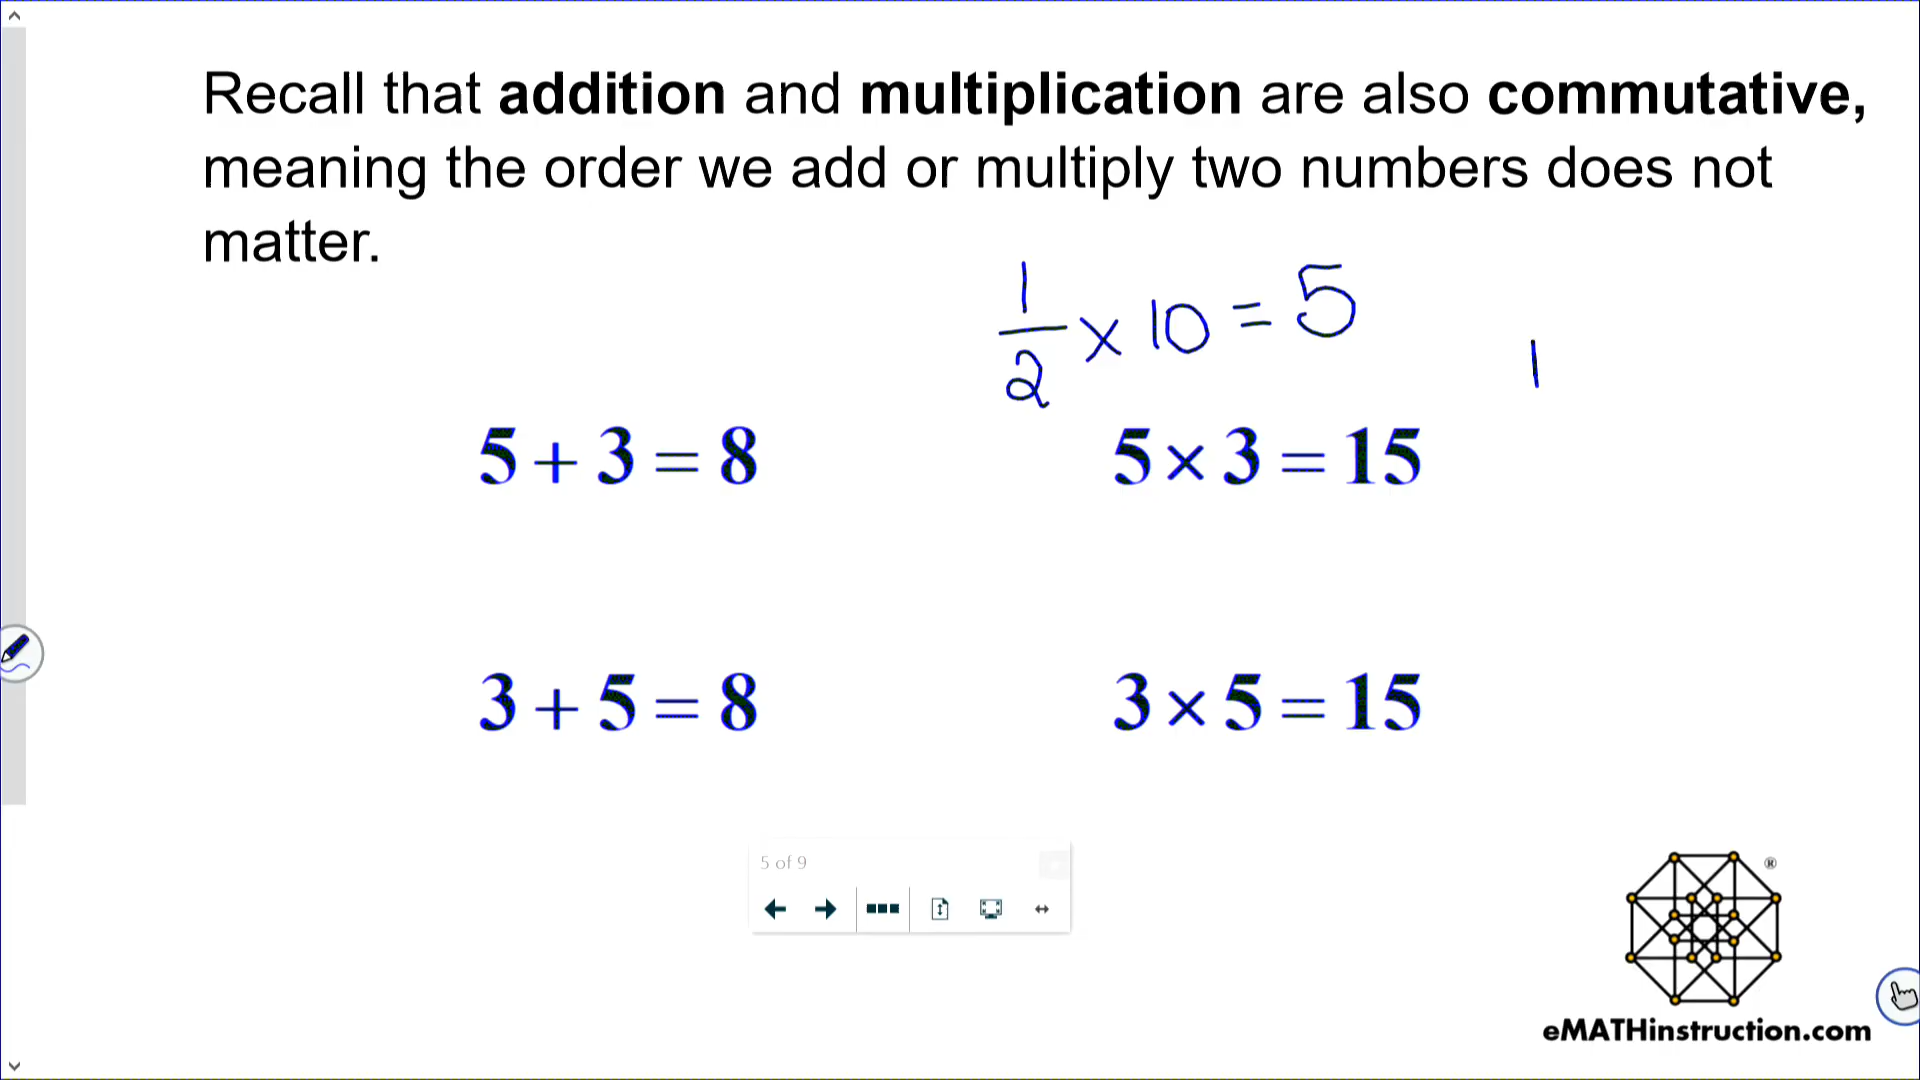 Recall that addition and multiplication are also commutative,
meaning the order we add or multiply two numbers does not
matter.
1/2 × 10 = 5
1
5 + 3 = 8
5 × 3 = 15
3 + 5 = 8
3 × 5 = 15
5 of 9
®
eMATHinstruction.com